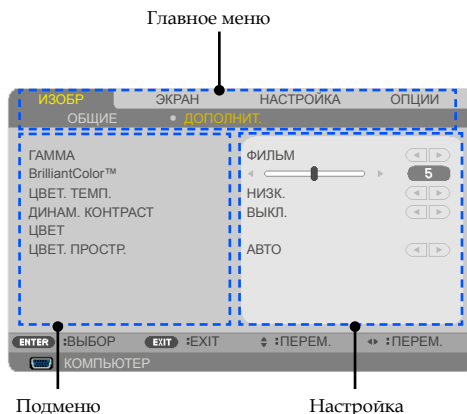 Главное меню
ИЗОБР ЭКРАН НАСТРОЙКА ОПЦИИ
ОБЩИЕ • ДОПОЛНИТ.
ГАММА ФИЛЬМ
BrilliantColor™ 5
ЦВЕТ. ТЕМП. НИЗК.
ДИНАМ. КОНТРАСТ ВЫКЛ.
ЦВЕТ
ЦВЕТ. ПРОСТР. АВТО
ENTER :ВЫБОР EXIT :EXIT :ПЕРЕМ. :ПЕРЕМ.
КОМПЬЮТЕР
Подменю Настройка